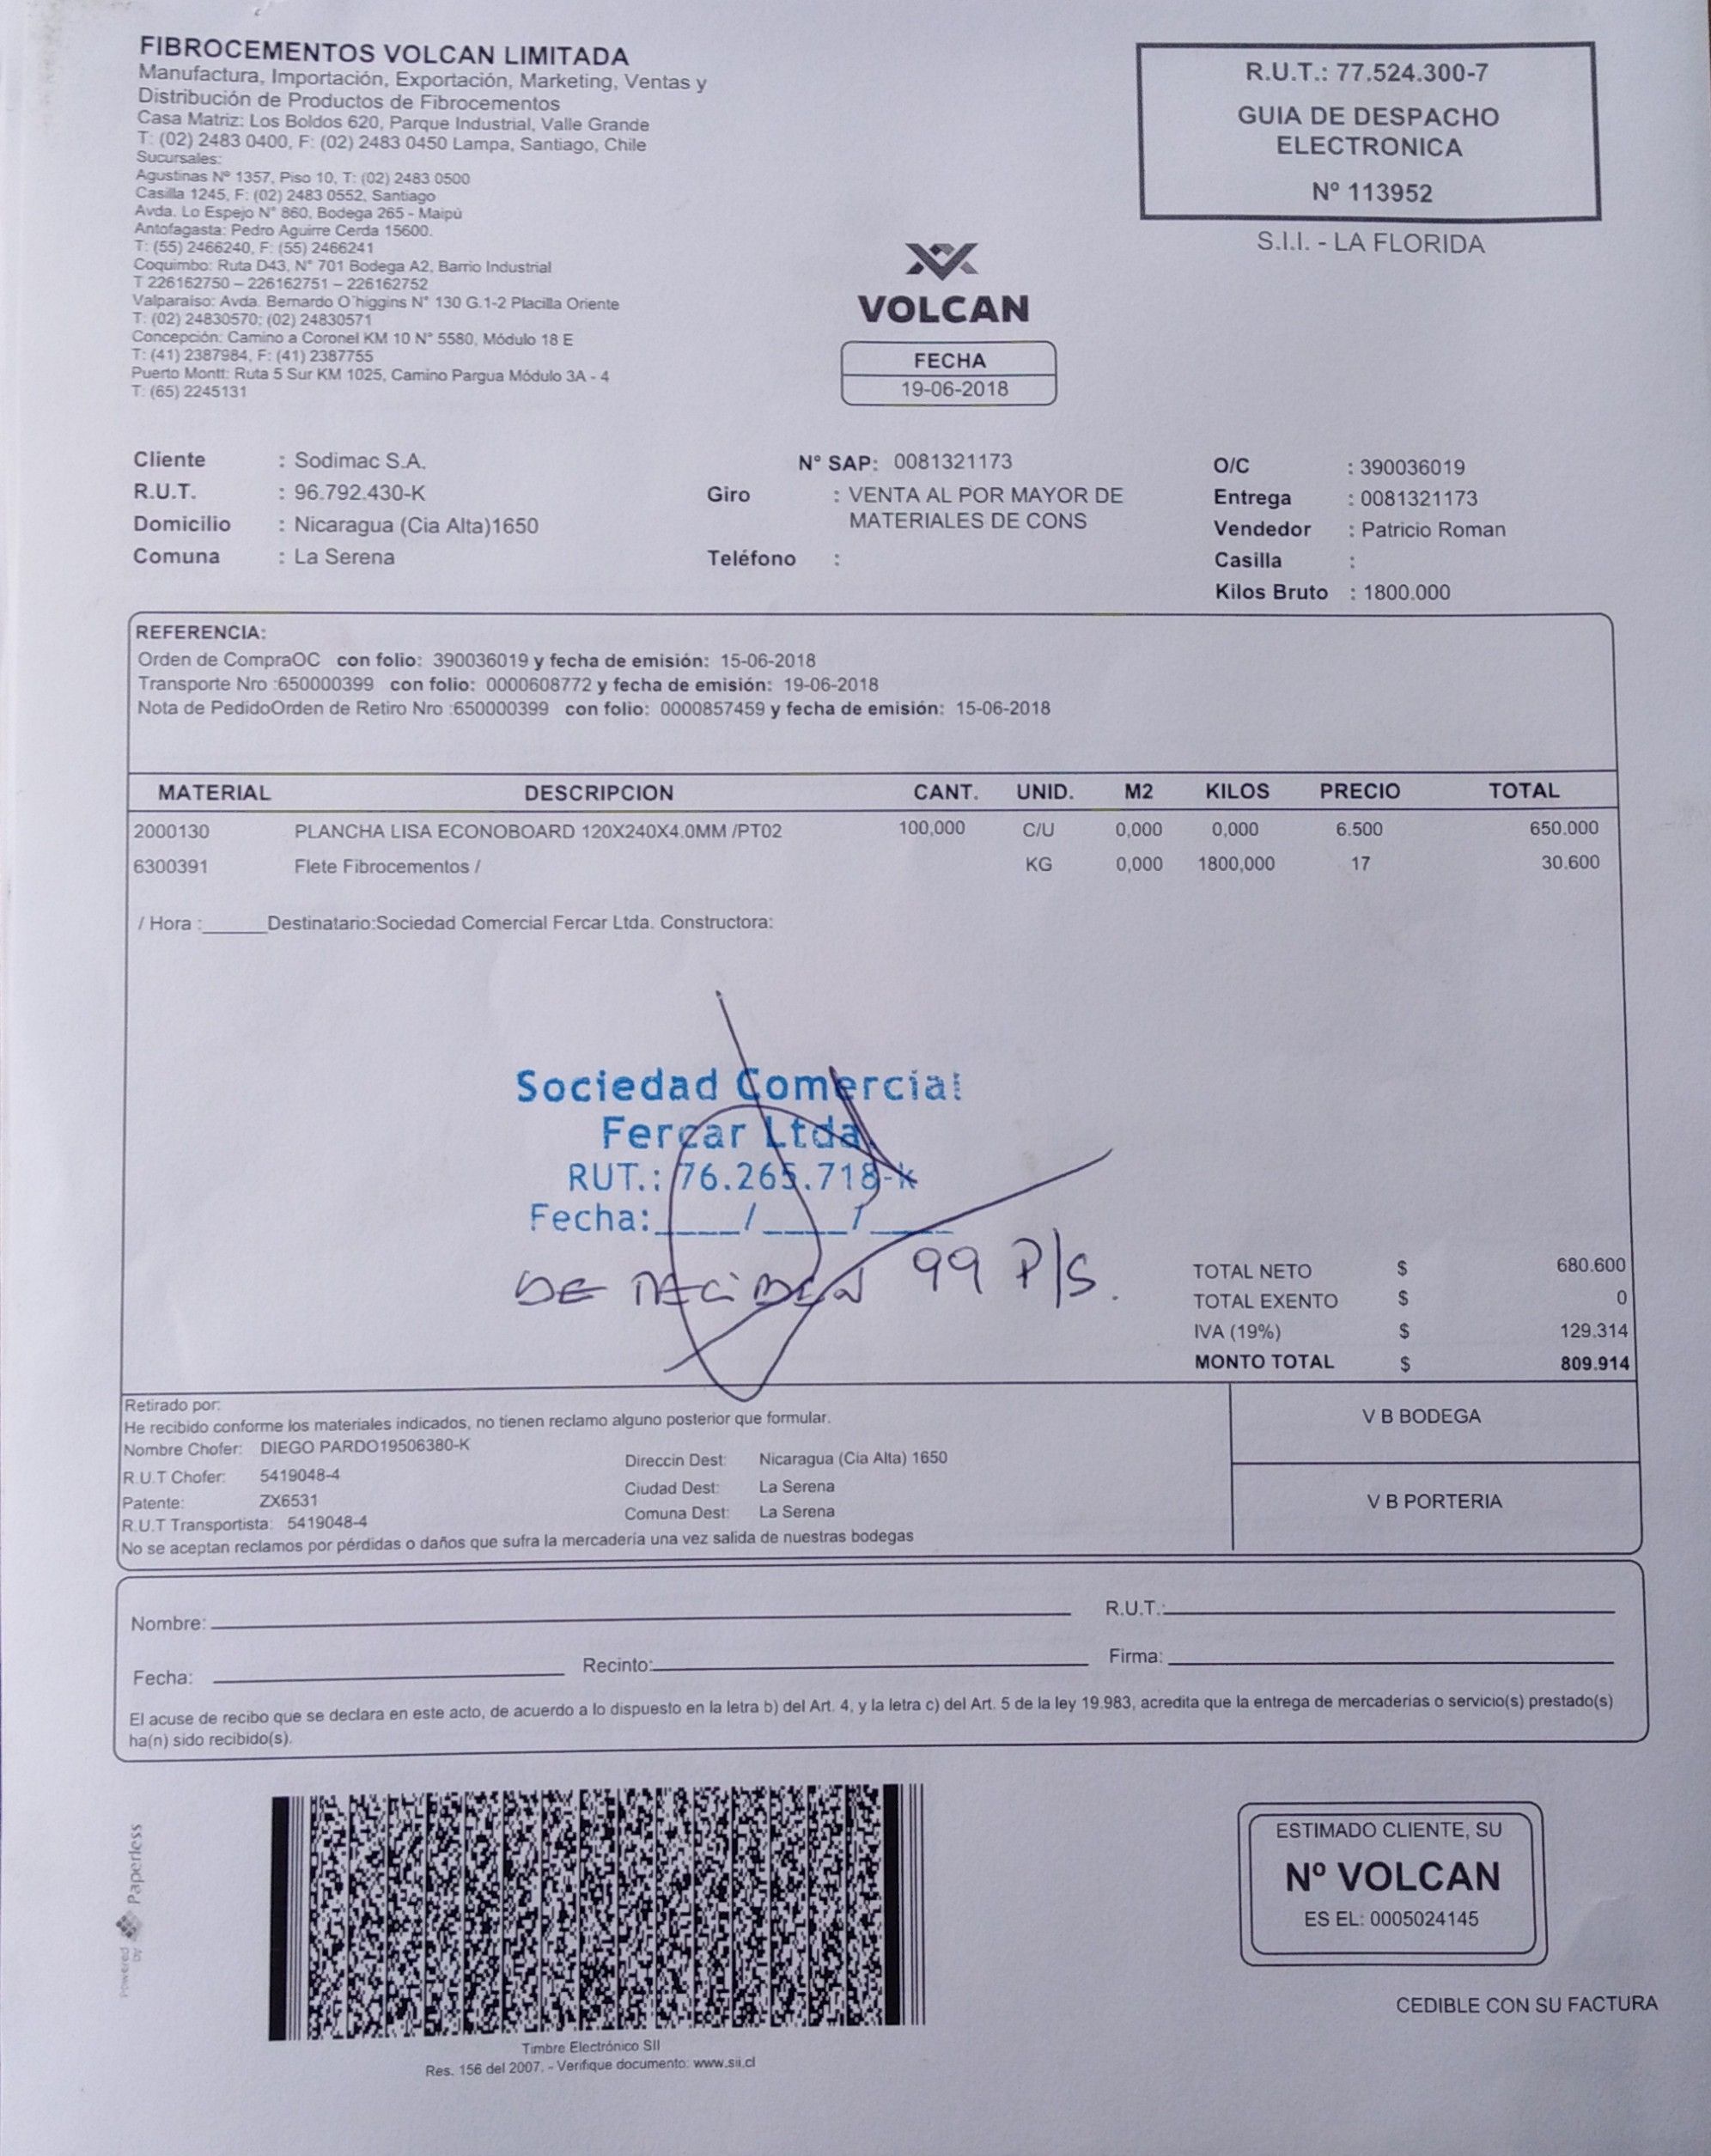 FIBROCEMENTOS VOLCAN LIMITADA
Manufactura, Importación, Exportación, Marketing, Ventas y
Distribución de Productos de Fibrocementos
Casa Matriz: Los Boldos 620, Parque Industrial, Valle Grande
T: (02) 2483 0400, F: (02) 2483 0450 Lampa, Santiago, Chile
Sucursales:
Agustinas Nº 1357, Piso 10, T: (02) 2483 0500
Casilla 1245, F: (02) 2483 0552, Santiago
Avda. Lo Espejo N° 860, Bodega 265 - Maipú
Antofagasta: Pedro Aguirre Cerda 15600.
T: (55) 2466240, F: (55) 2466241
Coquimbo: Ruta D43, N° 701 Bodega A2, Barrio Industrial
T 226162750 – 226162751 – 226162752
Valparaiso: Avda. Bernardo O'higgins N° 130 G.1-2 Placilla Oriente
T: (02) 24830570; (02) 24830571
Concepción: Camino a Coronel KM 10 N° 5580, Módulo 18 E
T: (41) 2387984, F: (41) 2387755
Puerto Montt: Ruta 5 Sur KM 1025, Camino Pargua Módulo 3A - 4
T: (65) 2245131
R.U.T.: 77.524.300-7
GUIA DE DESPACHO
ELECTRONICA
Nº 113952
S.I.I. - LA FLORIDA
VOLCAN
FECHA
19-06-2018
Cliente : Sodimac S.A.
R.U.T. : 96.792.430-K
Domicilio : Nicaragua (Cia Alta)1650
Comuna : La Serena
N° SAP: 0081321173
Giro : VENTA AL POR MAYOR DE
MATERIALES DE CONS
Teléfono :
O/C : 390036019
Entrega : 0081321173
Vendedor : Patricio Roman
Casilla :
Kilos Bruto : 1800.000
REFERENCIA:
Orden de CompraOC con folio: 390036019 y fecha de emisión: 15-06-2018
Transporte Nro :650000399 con folio: 0000608772 y fecha de emisión: 19-06-2018
Nota de PedidoOrden de Retiro Nro :650000399 con folio: 0000857459 y fecha de emisión: 15-06-2018
MATERIAL DESCRIPCION CANT. UNID. M2 KILOS PRECIO TOTAL
2000130 PLANCHA LISA ECONOBOARD 120X240X4.0MM /PT02 100,000 C/U 0,000 0,000 6.500 650.000
6300391 Flete Fibrocementos / KG 0,000 1800,000 17 30.600
/ Hora :______Destinatario:Sociedad Comercial Fercar Ltda. Constructora:
Sociedad Comercial
Fercar Ltda.
RUT.: 76.265.718-k
Fecha:____/____/____
SE RECIBEN 99 P/S.
TOTAL NETO $ 680.600
TOTAL EXENTO $ 0
IVA (19%) $ 129.314
MONTO TOTAL $ 809.914
Retirado por:
He recibido conforme los materiales indicados, no tienen reclamo alguno posterior que formular.
Nombre Chofer: DIEGO PARDO19506380-K
R.U.T Chofer: 5419048-4
Patente: ZX6531
R.U.T Transportista: 5419048-4
Direccin Dest: Nicaragua (Cia Alta) 1650
Ciudad Dest: La Serena
Comuna Dest: La Serena
No se aceptan reclamos por pérdidas o daños que sufra la mercadería una vez salida de nuestras bodegas
V B BODEGA
V B PORTERIA
Nombre: R.U.T.:
Fecha: Recinto: Firma:
El acuse de recibo que se declara en este acto, de acuerdo a lo dispuesto en la letra b) del Art. 4, y la letra c) del Art. 5 de la ley 19.983, acredita que la entrega de mercaderías o servicio(s) prestado(s)
ha(n) sido recibido(s).
Powered by Paperless
Timbre Electrónico SII
Res. 156 del 2007. - Verifique documento: www.sii.cl
ESTIMADO CLIENTE, SU
Nº VOLCAN
ES EL: 0005024145
CEDIBLE CON SU FACTURA